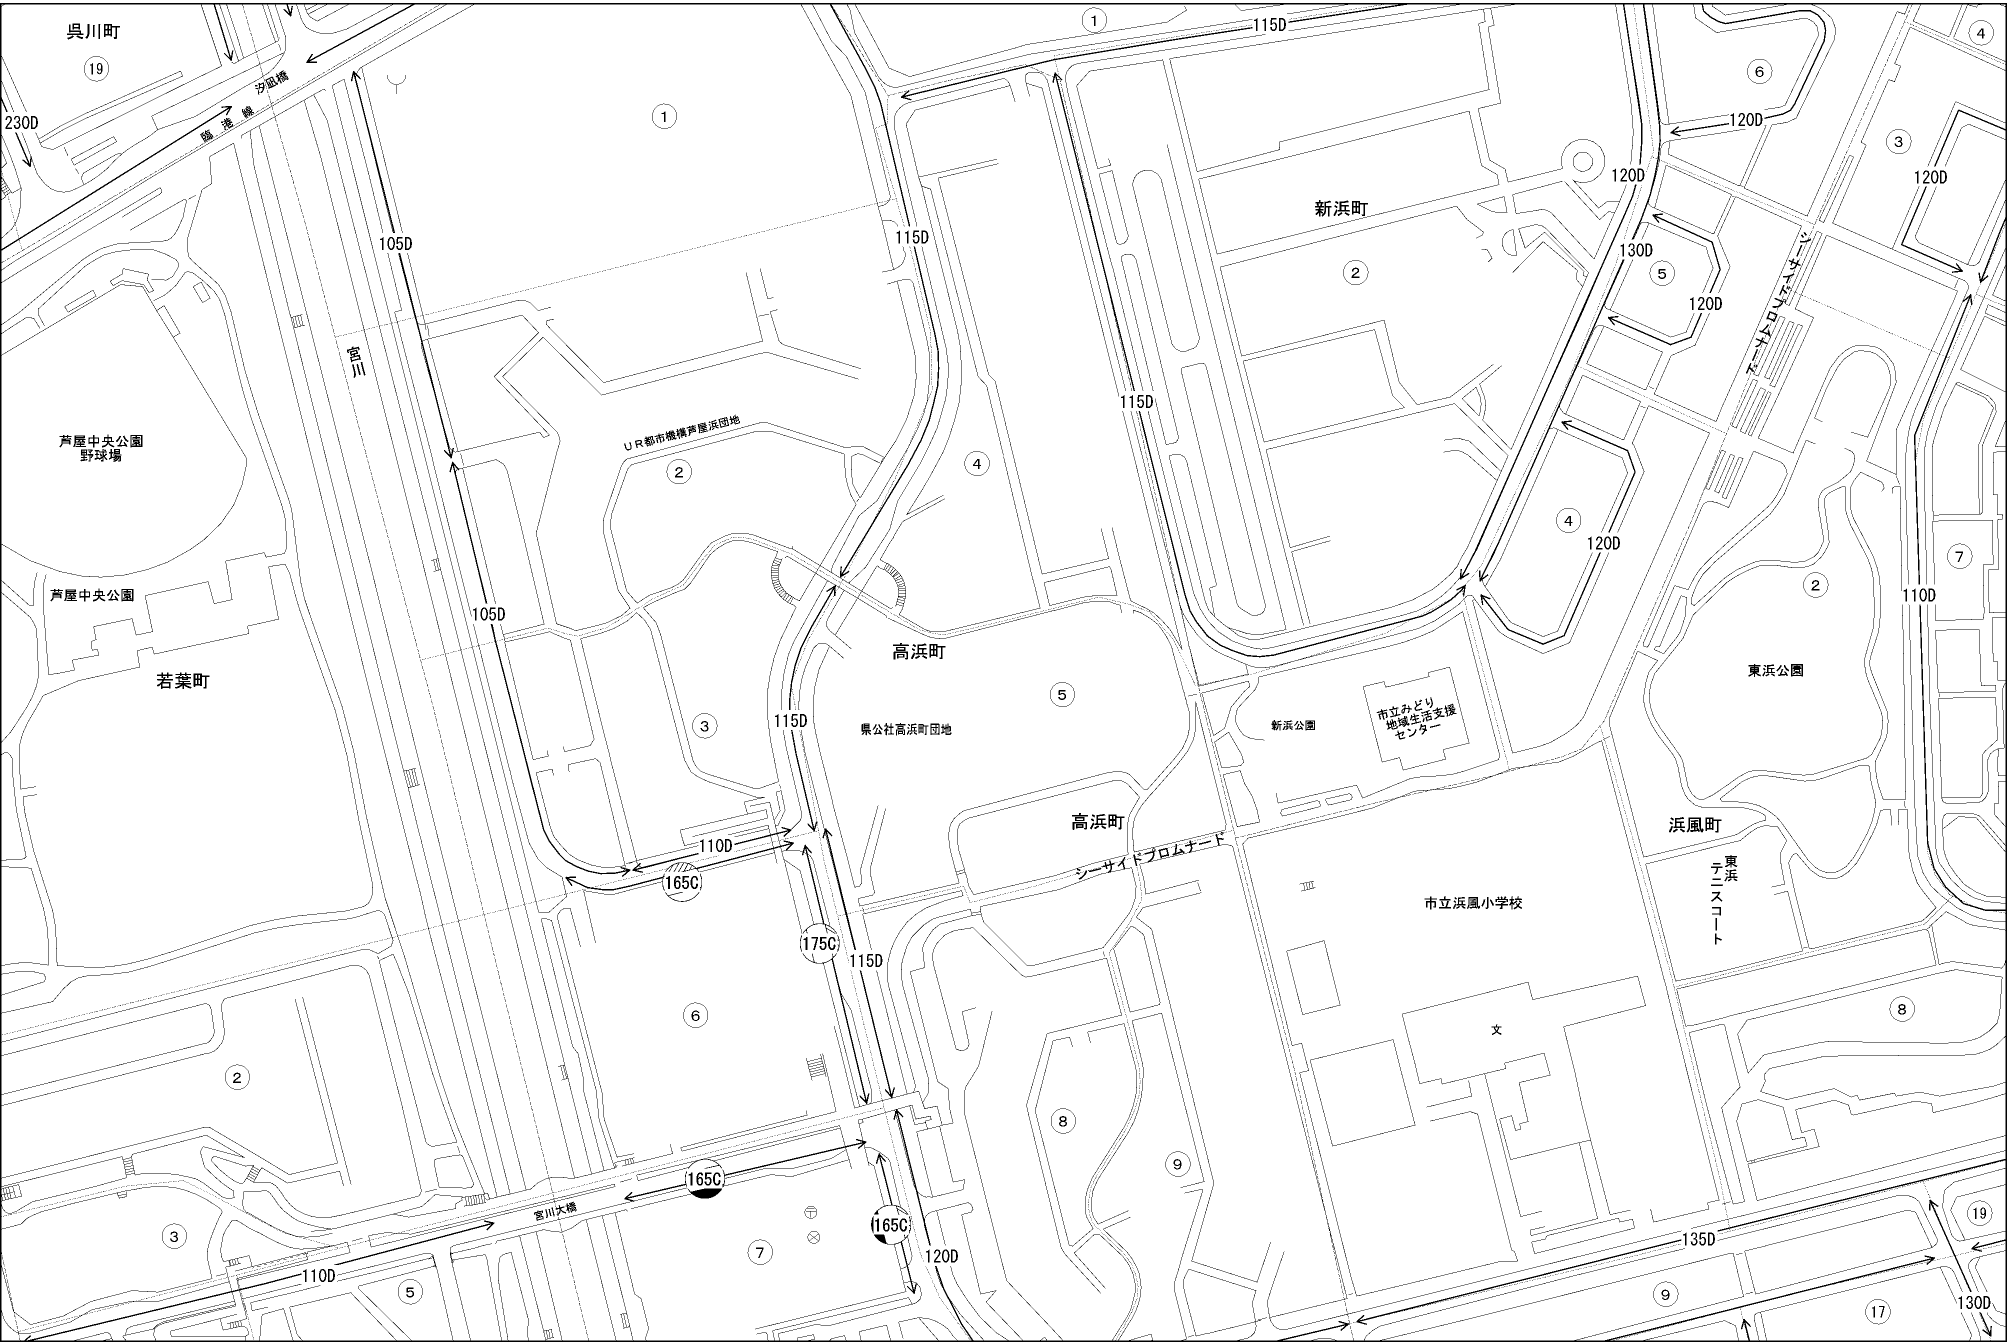 呉川町
19
230D
汐凪橋
臨港線
1
1
115D
6
4
3
120D
120D
120D
105D
115D
新浜町
2
130D
5
120D
シーサイドプロムナード
宮川
115D
芦屋中央公園
野球場
UR都市機構芦屋浜団地
2
4
4
120D
7
芦屋中央公園
105D
110D
2
若葉町
高浜町
5
東浜公園
115D
3
県公社高浜町団地
新浜公園
市立みどり
地域生活支援
センター
高浜町
浜風町
シーサイドプロムナード
110D
165C
東浜
テニスコート
市立浜風小学校
175C
115D
6
8
文
2
8
9
165C
宮川大橋
165C
3
7
120D
135D
19
110D
5
9
17
130D